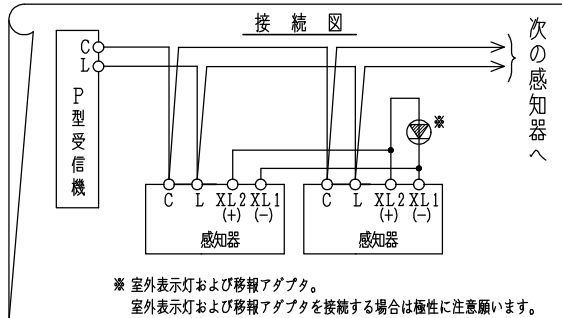 接続図
C
L
P型受信機
次の感知器へ
※
C L XL2 XL1
(+) (-)
感知器
C L XL2 XL1
(+) (-)
感知器
※ 室外表示灯および移報アダプタ。
室外表示灯および移報アダプタを接続する場合は極性に注意願います。